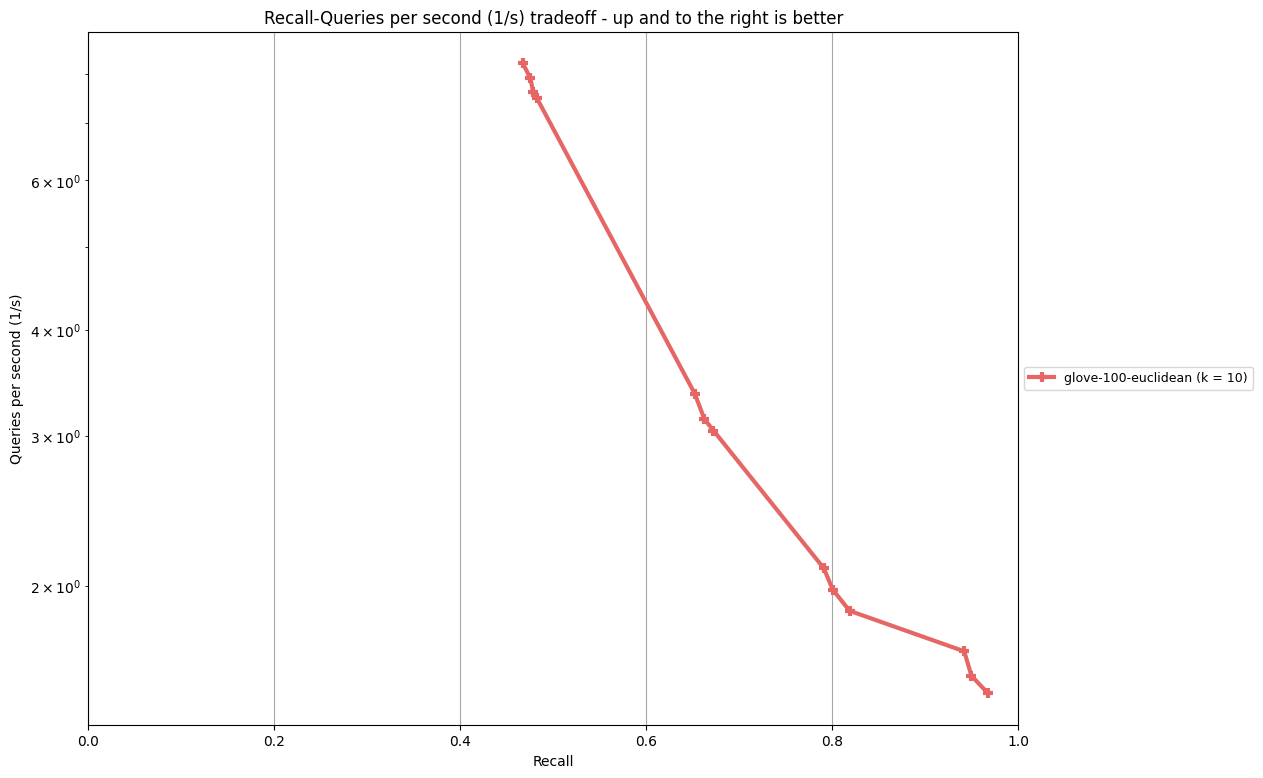 Recall-Queries per second (1/s) tradeoff - up and to the right is better
Queries per second (1/s)
6 × 10⁰
4 × 10⁰
3 × 10⁰
2 × 10⁰
0.0 0.2 0.4 0.6 0.8 1.0
Recall
glove-100-euclidean (k = 10)